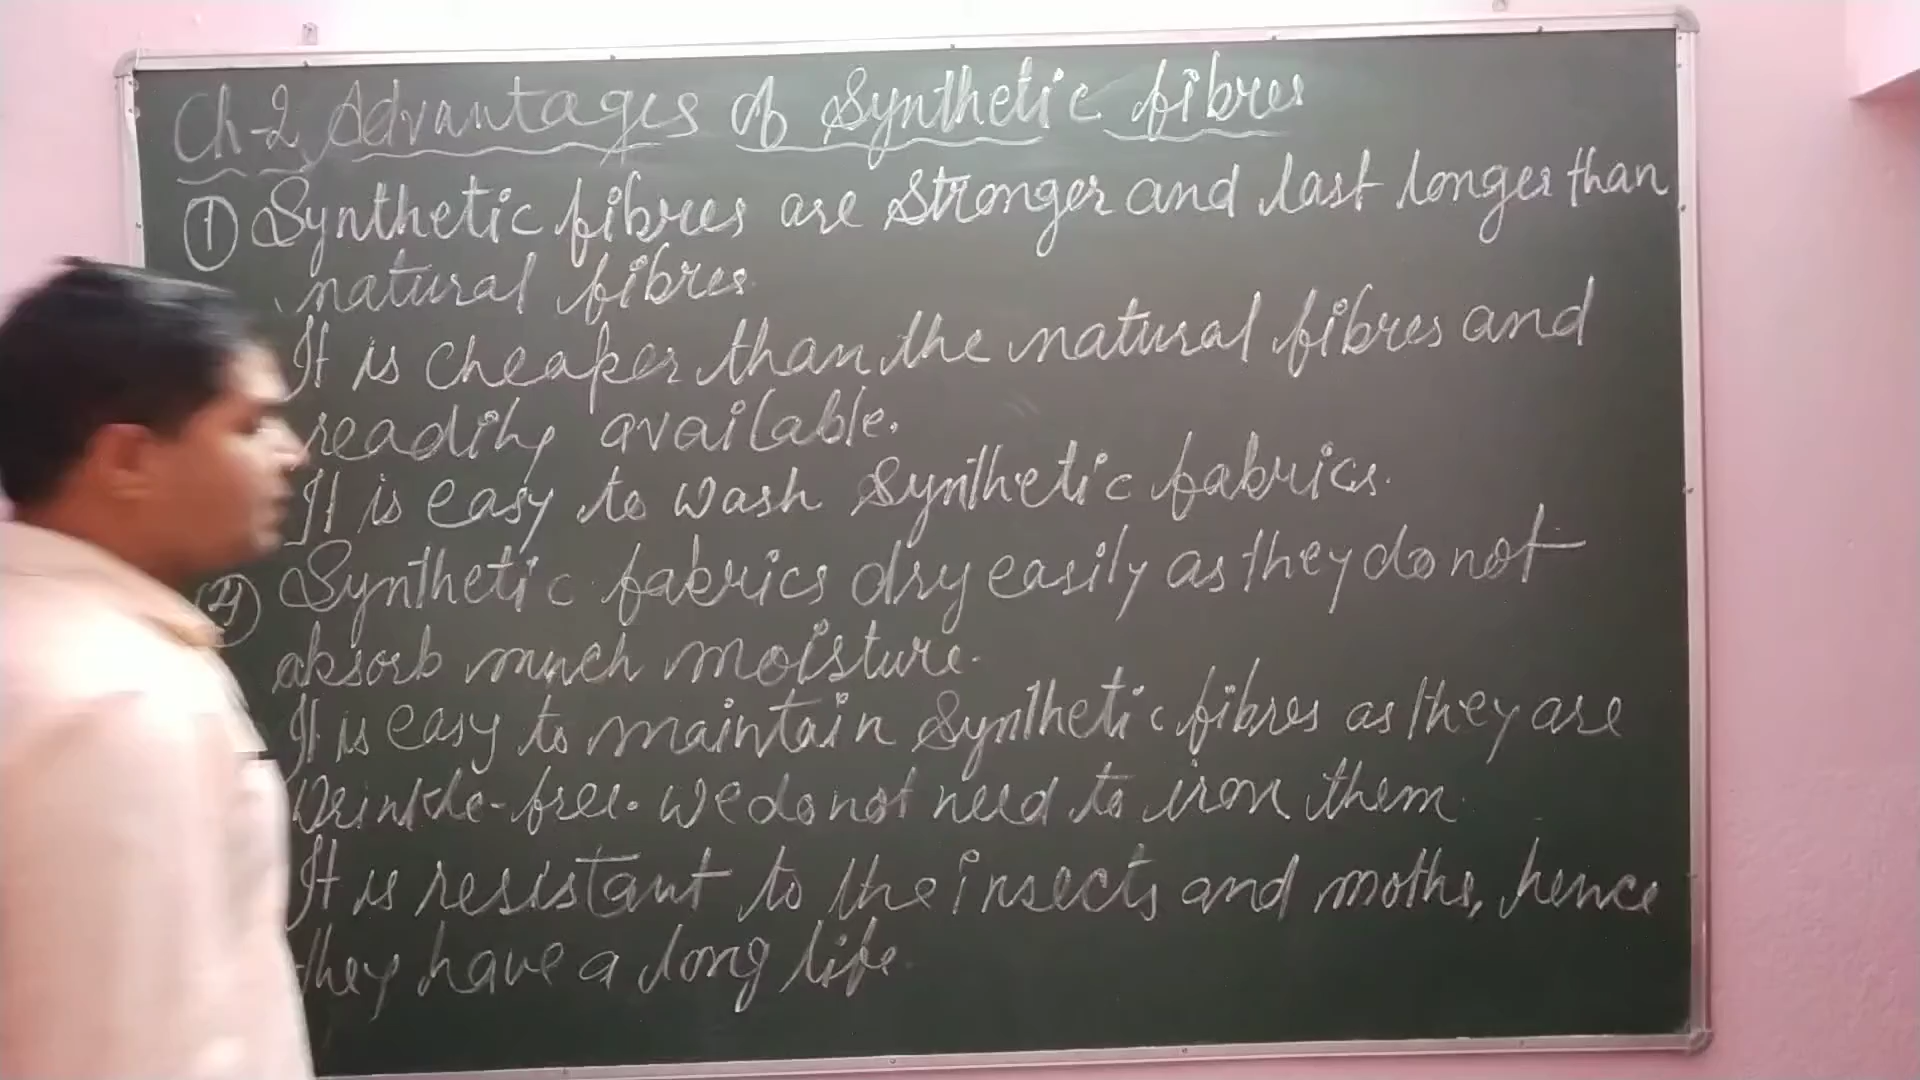 Ch-2 Advantages of Synthetic fibres
① Synthetic fibres are stronger and last longer than
natural fibres.
It is cheaper than the natural fibres and
readily available.
It is easy to wash synthetic fabrics.
④ Synthetic fabrics dry easily as they do not
absorb much moisture.
It is easy to maintain synthetic fibres as they are
wrinkle-free. We do not need to iron them.
It is resistant to the insects and moths, hence
they have a long life.